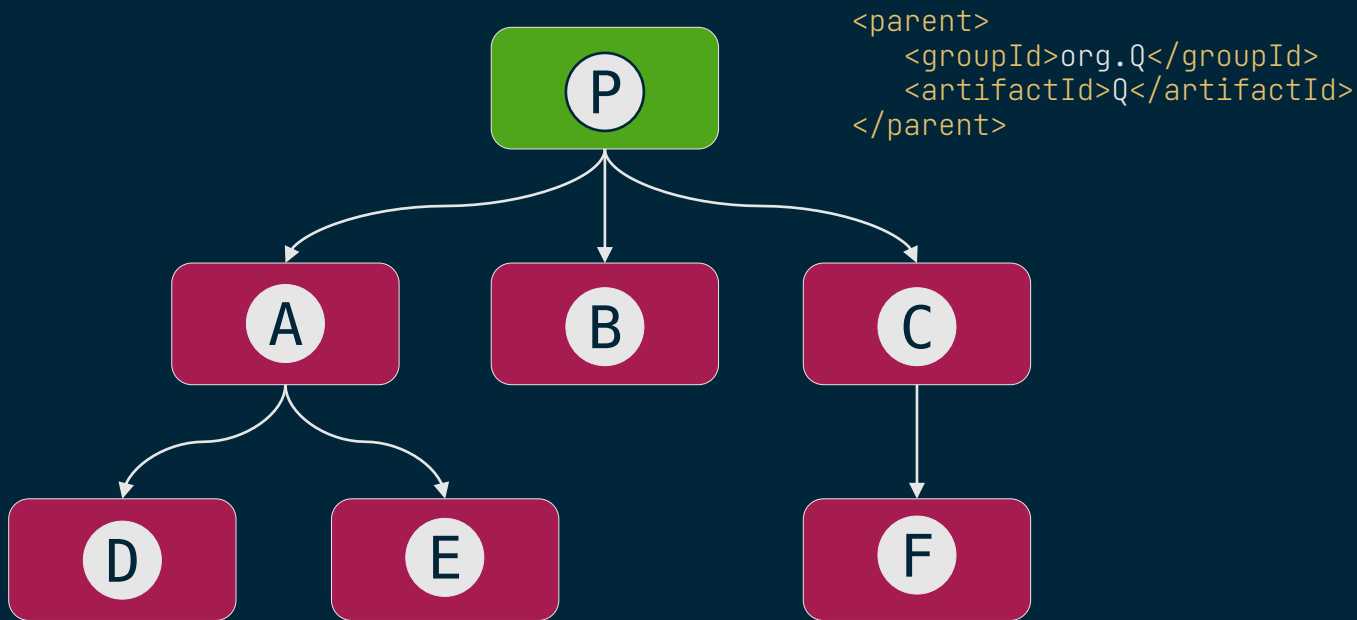 <parent>
<groupId>org.Q</groupId>
<artifactId>Q</artifactId>
</parent>
P
A
B
C
D
E
F